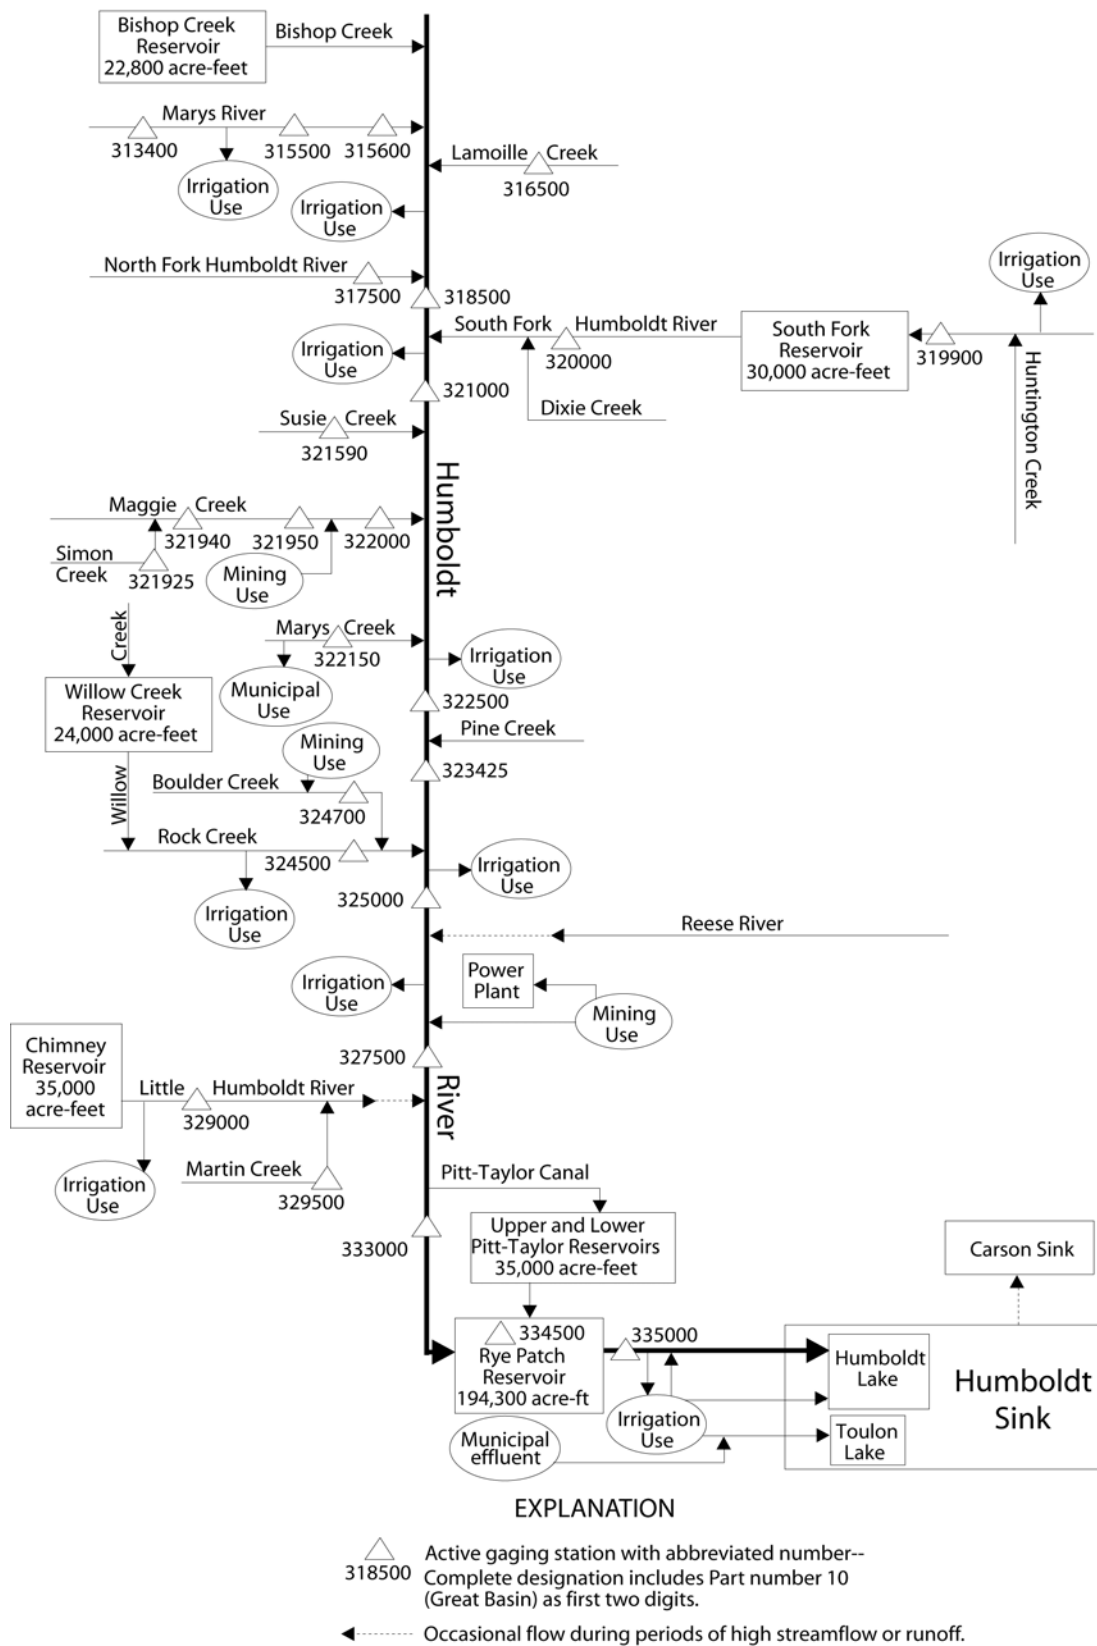 Bishop Creek
Reservoir
22,800 acre-feet
Bishop Creek
Marys River
313400
315500
315600
Irrigation
Use
Lamoille Creek
316500
Irrigation
Use
North Fork Humboldt River
317500
318500
Irrigation
Use
South Fork Humboldt River
320000
South Fork
Reservoir
30,000 acre-feet
319900
Irrigation
Use
Huntington Creek
Dixie Creek
321000
Susie Creek
321590
Humboldt
Maggie Creek
321940
321950
322000
Simon
Creek
321925
Mining
Use
Marys Creek
322150
Municipal
Use
Irrigation
Use
322500
Creek
Willow Creek
Reservoir
24,000 acre-feet
Willow
Pine Creek
323425
Mining
Use
Boulder Creek
324700
Rock Creek
324500
Irrigation
Use
Irrigation
Use
325000
Reese River
Irrigation
Use
Power
Plant
Mining
Use
327500
River
Chimney
Reservoir
35,000
acre-feet
Little Humboldt River
329000
Irrigation
Use
Martin Creek
329500
Pitt-Taylor Canal
333000
Upper and Lower
Pitt-Taylor Reservoirs
35,000 acre-feet
334500
Rye Patch
Reservoir
194,300 acre-ft
335000
Irrigation
Use
Municipal
effluent
Carson Sink
Humboldt
Lake
Toulon
Lake
Humboldt
Sink
EXPLANATION
318500
Active gaging station with abbreviated number--
Complete designation includes Part number 10
(Great Basin) as first two digits.
Occasional flow during periods of high streamflow or runoff.